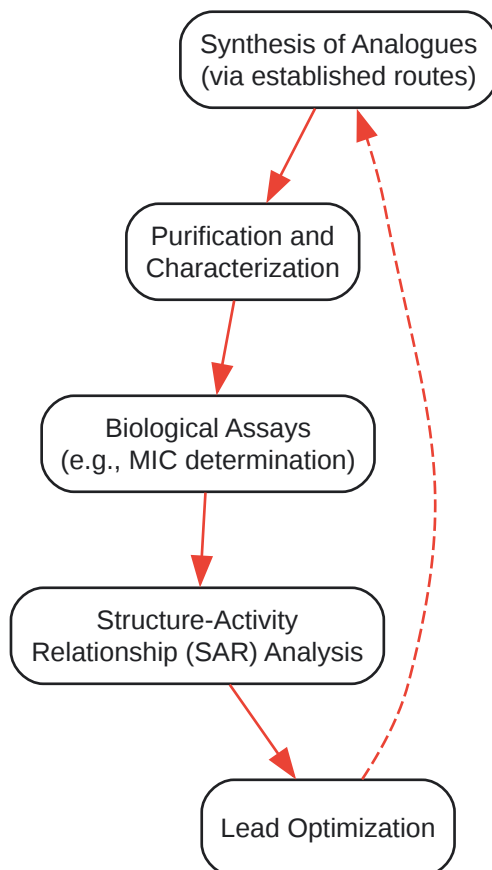 Synthesis of Analogues
(via established routes)
Purification and
Characterization
Biological Assays
(e.g., MIC determination)
Structure-Activity
Relationship (SAR) Analysis
Lead Optimization